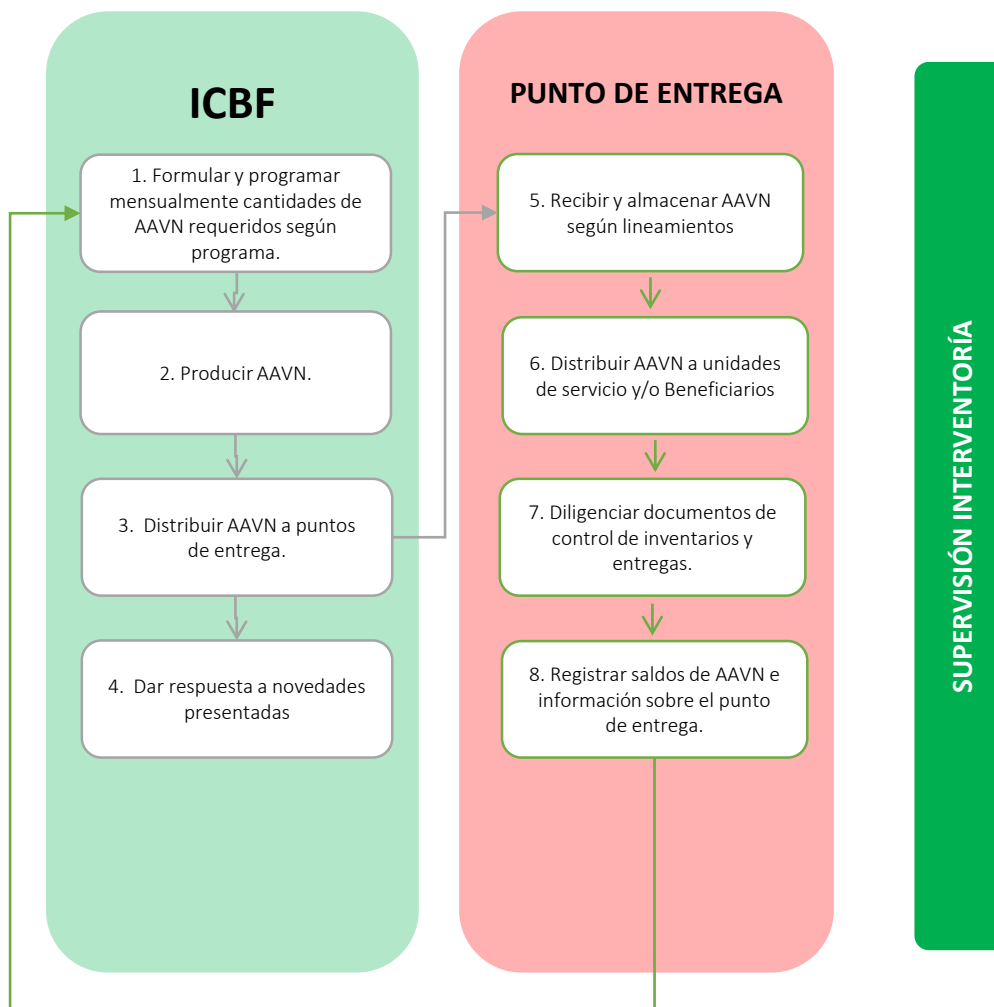 ICBF
1. Formular y programar
mensualmente cantidades de
AAVN requeridos según
programa.
2. Producir AAVN.
3. Distribuir AAVN a puntos
de entrega.
4. Dar respuesta a novedades
presentadas
PUNTO DE ENTREGA
5. Recibir y almacenar AAVN
según lineamientos
6. Distribuir AAVN a unidades
de servicio y/o Beneficiarios
7. Diligenciar documentos de
control de inventarios y
entregas.
8. Registrar saldos de AAVN e
información sobre el punto
de entrega.
SUPERVISIÓN INTERVENTORÍA